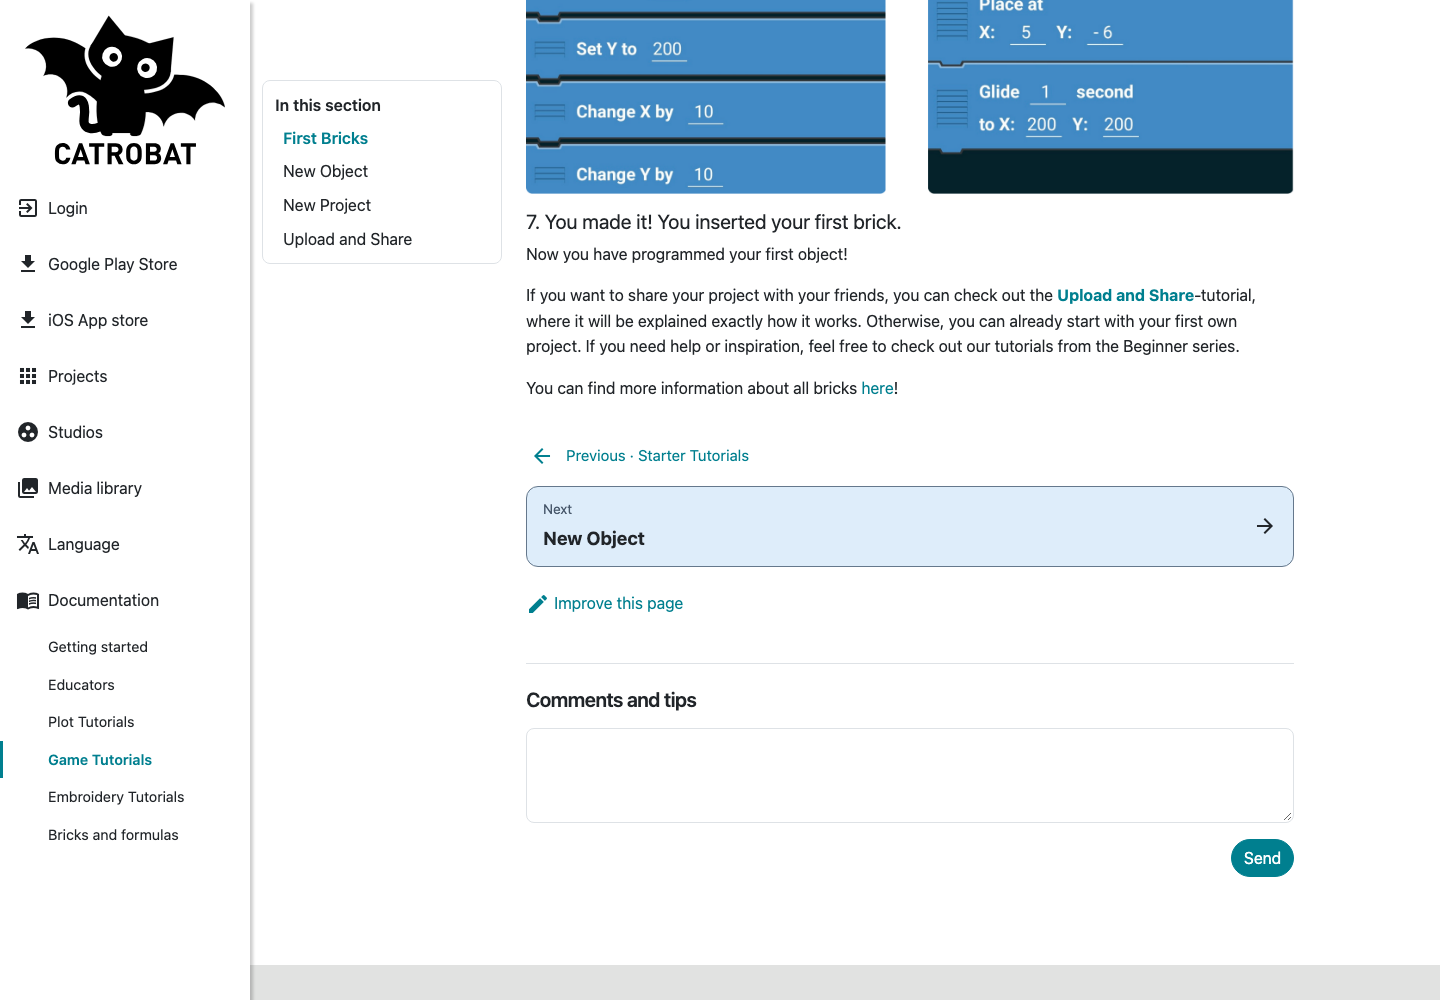 CATROBAT
Login
Google Play Store
iOS App store
Projects
Studios
Media library
Language
Documentation
Getting started
Educators
Plot Tutorials
Game Tutorials
Embroidery Tutorials
Bricks and formulas
In this section
First Bricks
New Object
New Project
Upload and Share
Set Y to 200
Change X by 10
Change Y by 10
Place at
X: 5 Y: - 6
Glide 1 second
to X: 200 Y: 200
7. You made it! You inserted your first brick.
Now you have programmed your first object!
If you want to share your project with your friends, you can check out the Upload and Share-tutorial,
where it will be explained exactly how it works. Otherwise, you can already start with your first own
project. If you need help or inspiration, feel free to check out our tutorials from the Beginner series.
You can find more information about all bricks here!
Previous · Starter Tutorials
Next
New Object
Improve this page
Comments and tips
Send